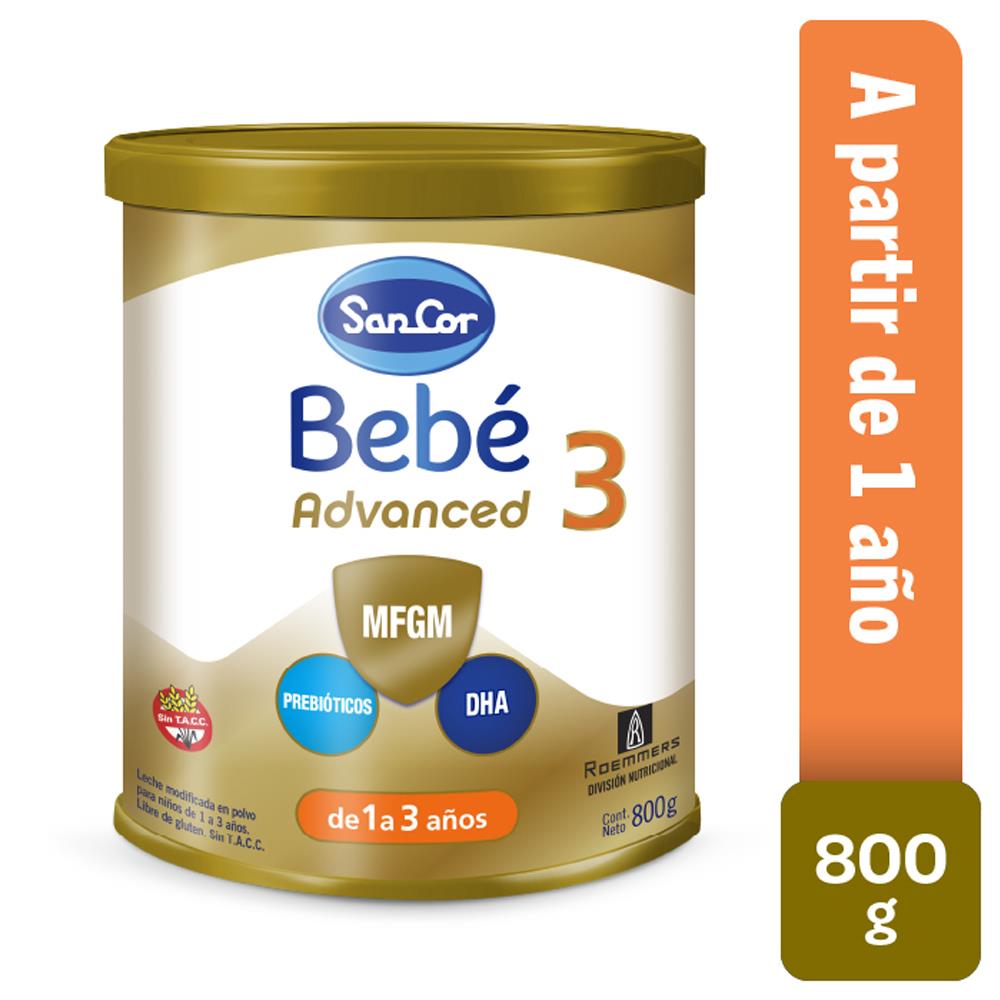 SanCor
Bebé
Advanced
3
MFGM
PREBIÓTICOS
DHA
Sin T.A.C.C.
Leche modificada en polvo
para niños de 1 a 3 años.
Libre de gluten. Sin T.A.C.C.
de 1 a 3 años
ROEMMERS
DIVISIÓN NUTRICIONAL
Cont.
Neto 800g
A partir de 1 año
800
g